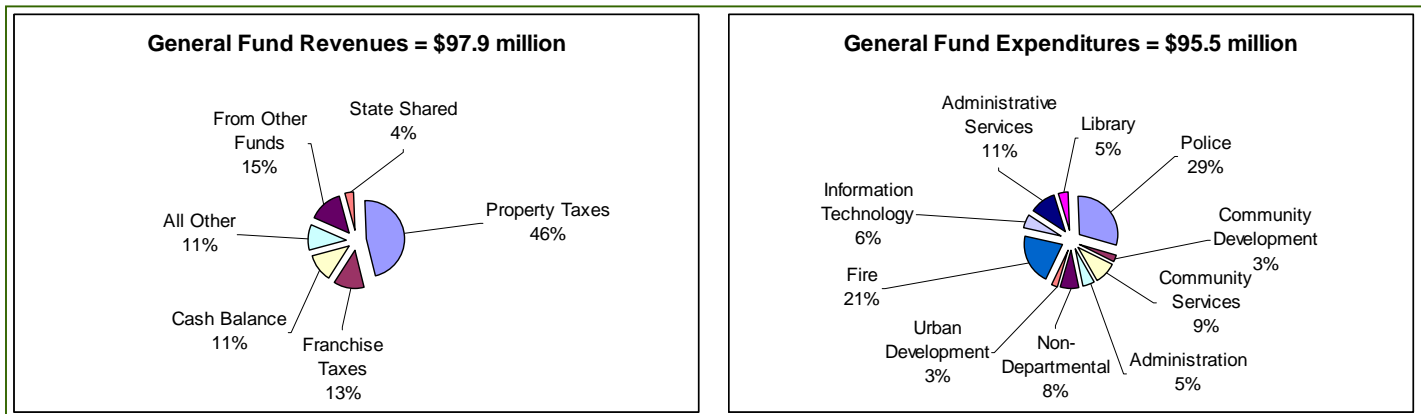 General Fund Revenues = $97.9 million
State Shared
4%
From Other
Funds
15%
All Other
11%
Property Taxes
46%
Cash Balance
11%
Franchise
Taxes
13%
General Fund Expenditures = $95.5 million
Administrative
Services
11%
Library
5%
Police
29%
Information
Technology
6%
Community
Development
3%
Fire
21%
Community
Services
9%
Urban
Development
3%
Non-
Departmental
8%
Administration
5%